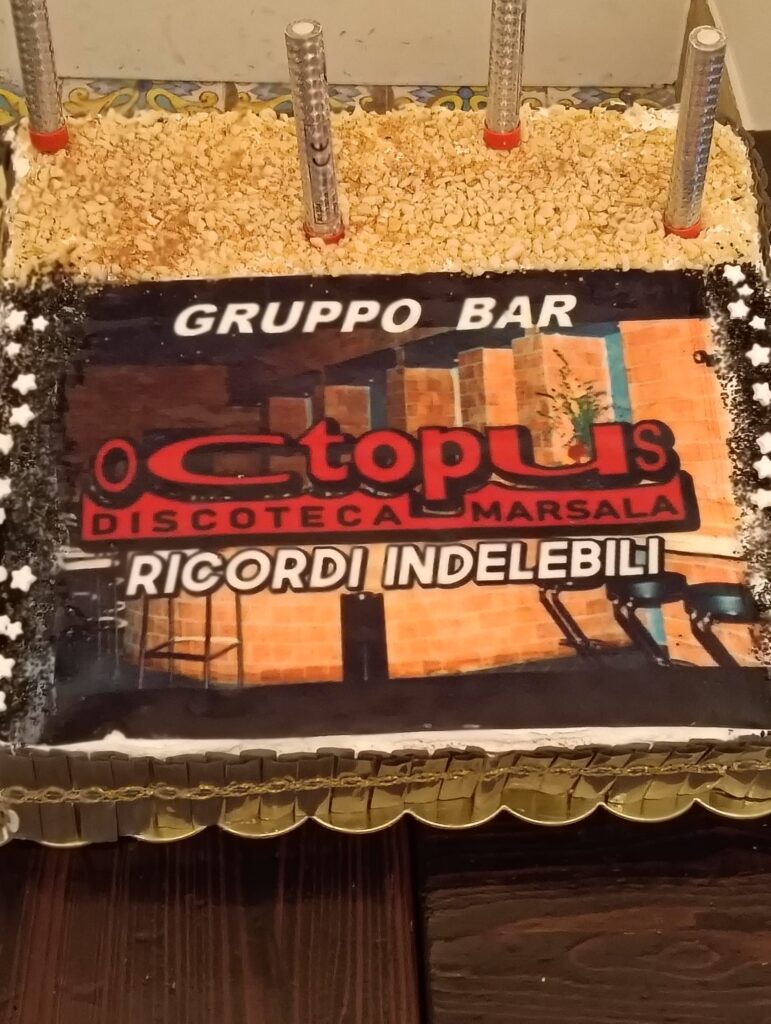 GRUPPO BAR
OCTOPUS
DISCOTECA MARSALA
RICORDI INDELEBILI